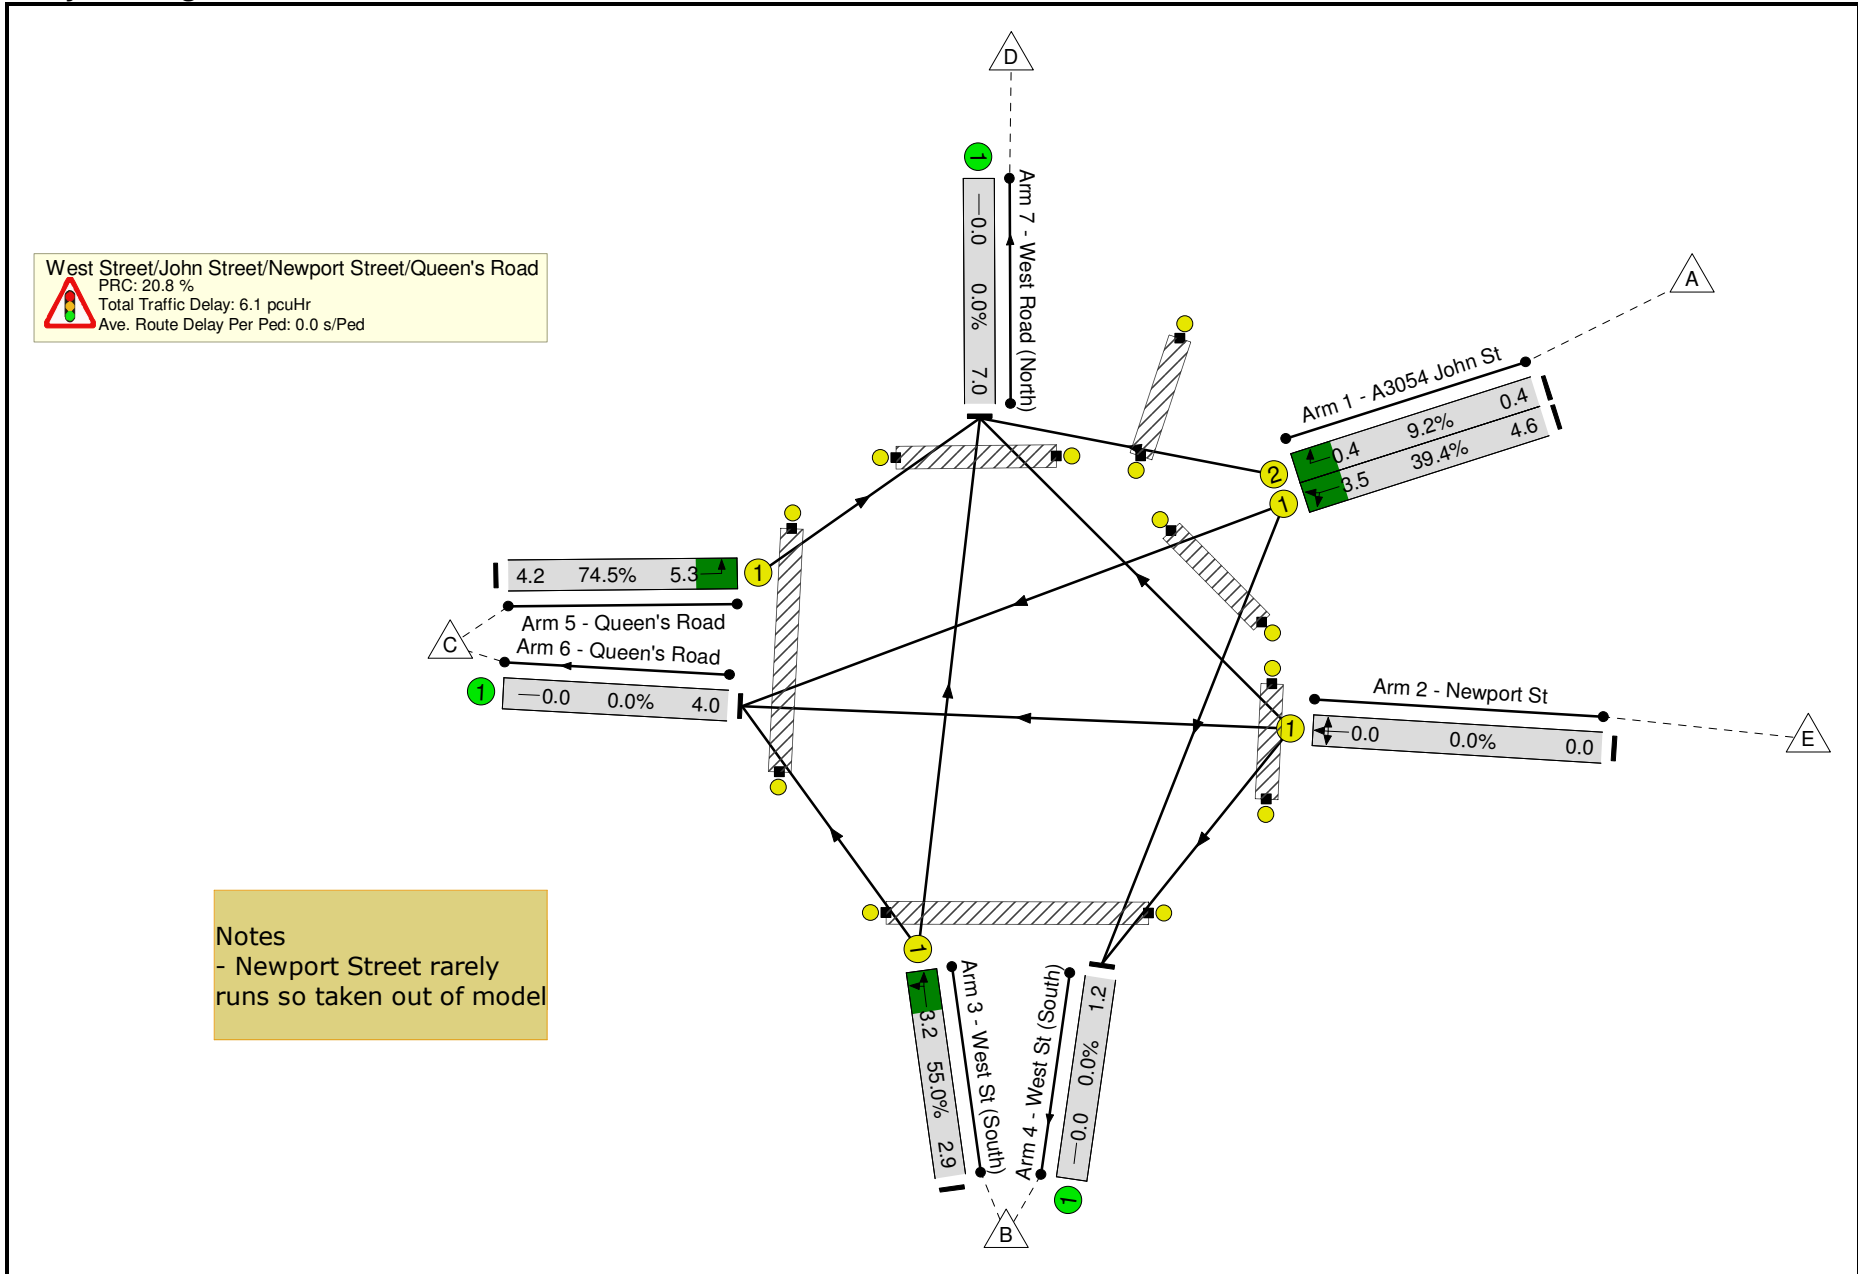 D
1
—0.0 0.0% 7.0
Arm 7 - West Road (North)
A
West Street/John Street/Newport Street/Queen's Road
PRC: 20.8 %
Total Traffic Delay: 6.1 pcuHr
Ave. Route Delay Per Ped: 0.0 s/Ped
Arm 1 - A3054 John St
2
0.4 9.2% 0.4
1
3.5 39.4% 4.6
4.2 74.5% 5.3
1
Arm 5 - Queen's Road
C
Arm 6 - Queen's Road
1
—0.0 0.0% 4.0
Arm 2 - Newport St
1
0.0 0.0% 0.0
E
Notes
- Newport Street rarely
runs so taken out of model
1
3.2 55.0% 2.9
Arm 3 - West St (South)
Arm 4 - West St (South)
—0.0 0.0% 1.2
1
B